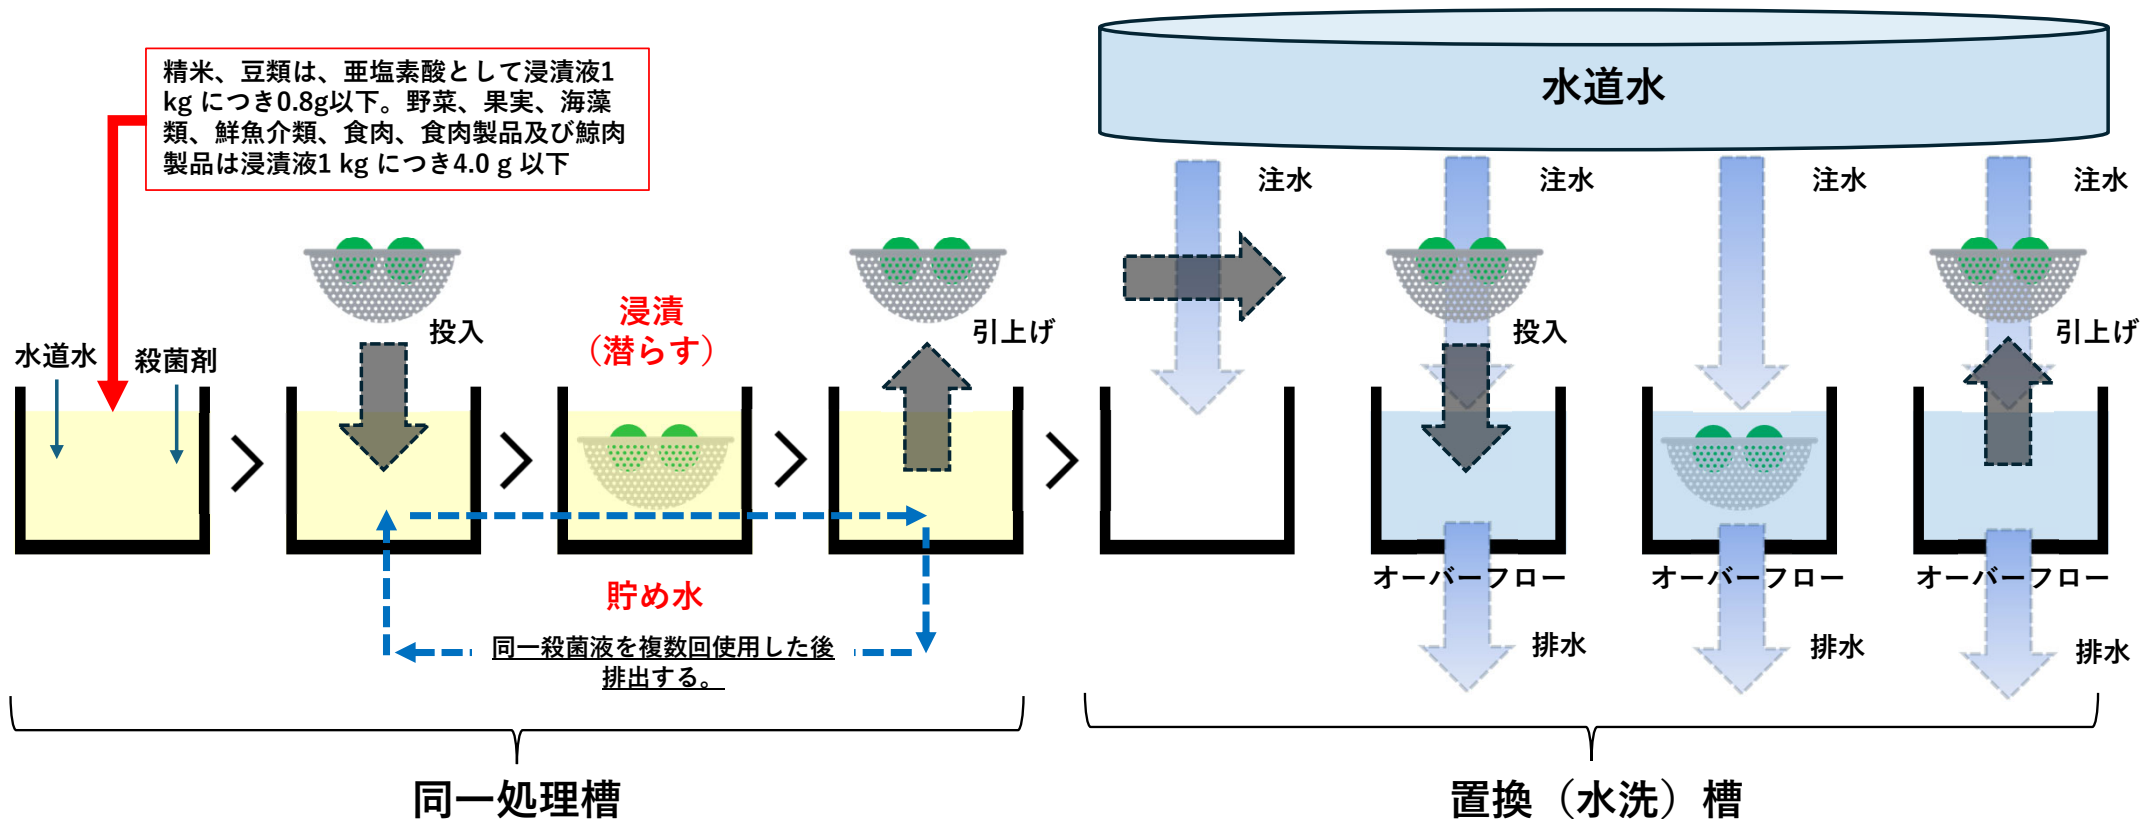 精米、豆類は、亜塩素酸として浸漬液1
kg につき0.8g以下。野菜、果実、海藻
類、鮮魚介類、食肉、食肉製品及び鯨肉
製品は浸漬液1 kg につき4.0 g 以下
水道水
注水
注水
注水
注水
水道水
殺菌剤
投入
浸漬
（潜らす）
引上げ
投入
引上げ
貯め水
同一殺菌液を複数回使用した後
排出する。
オーバーフロー
オーバーフロー
オーバーフロー
排水
排水
排水
同一処理槽
置換（水洗）槽